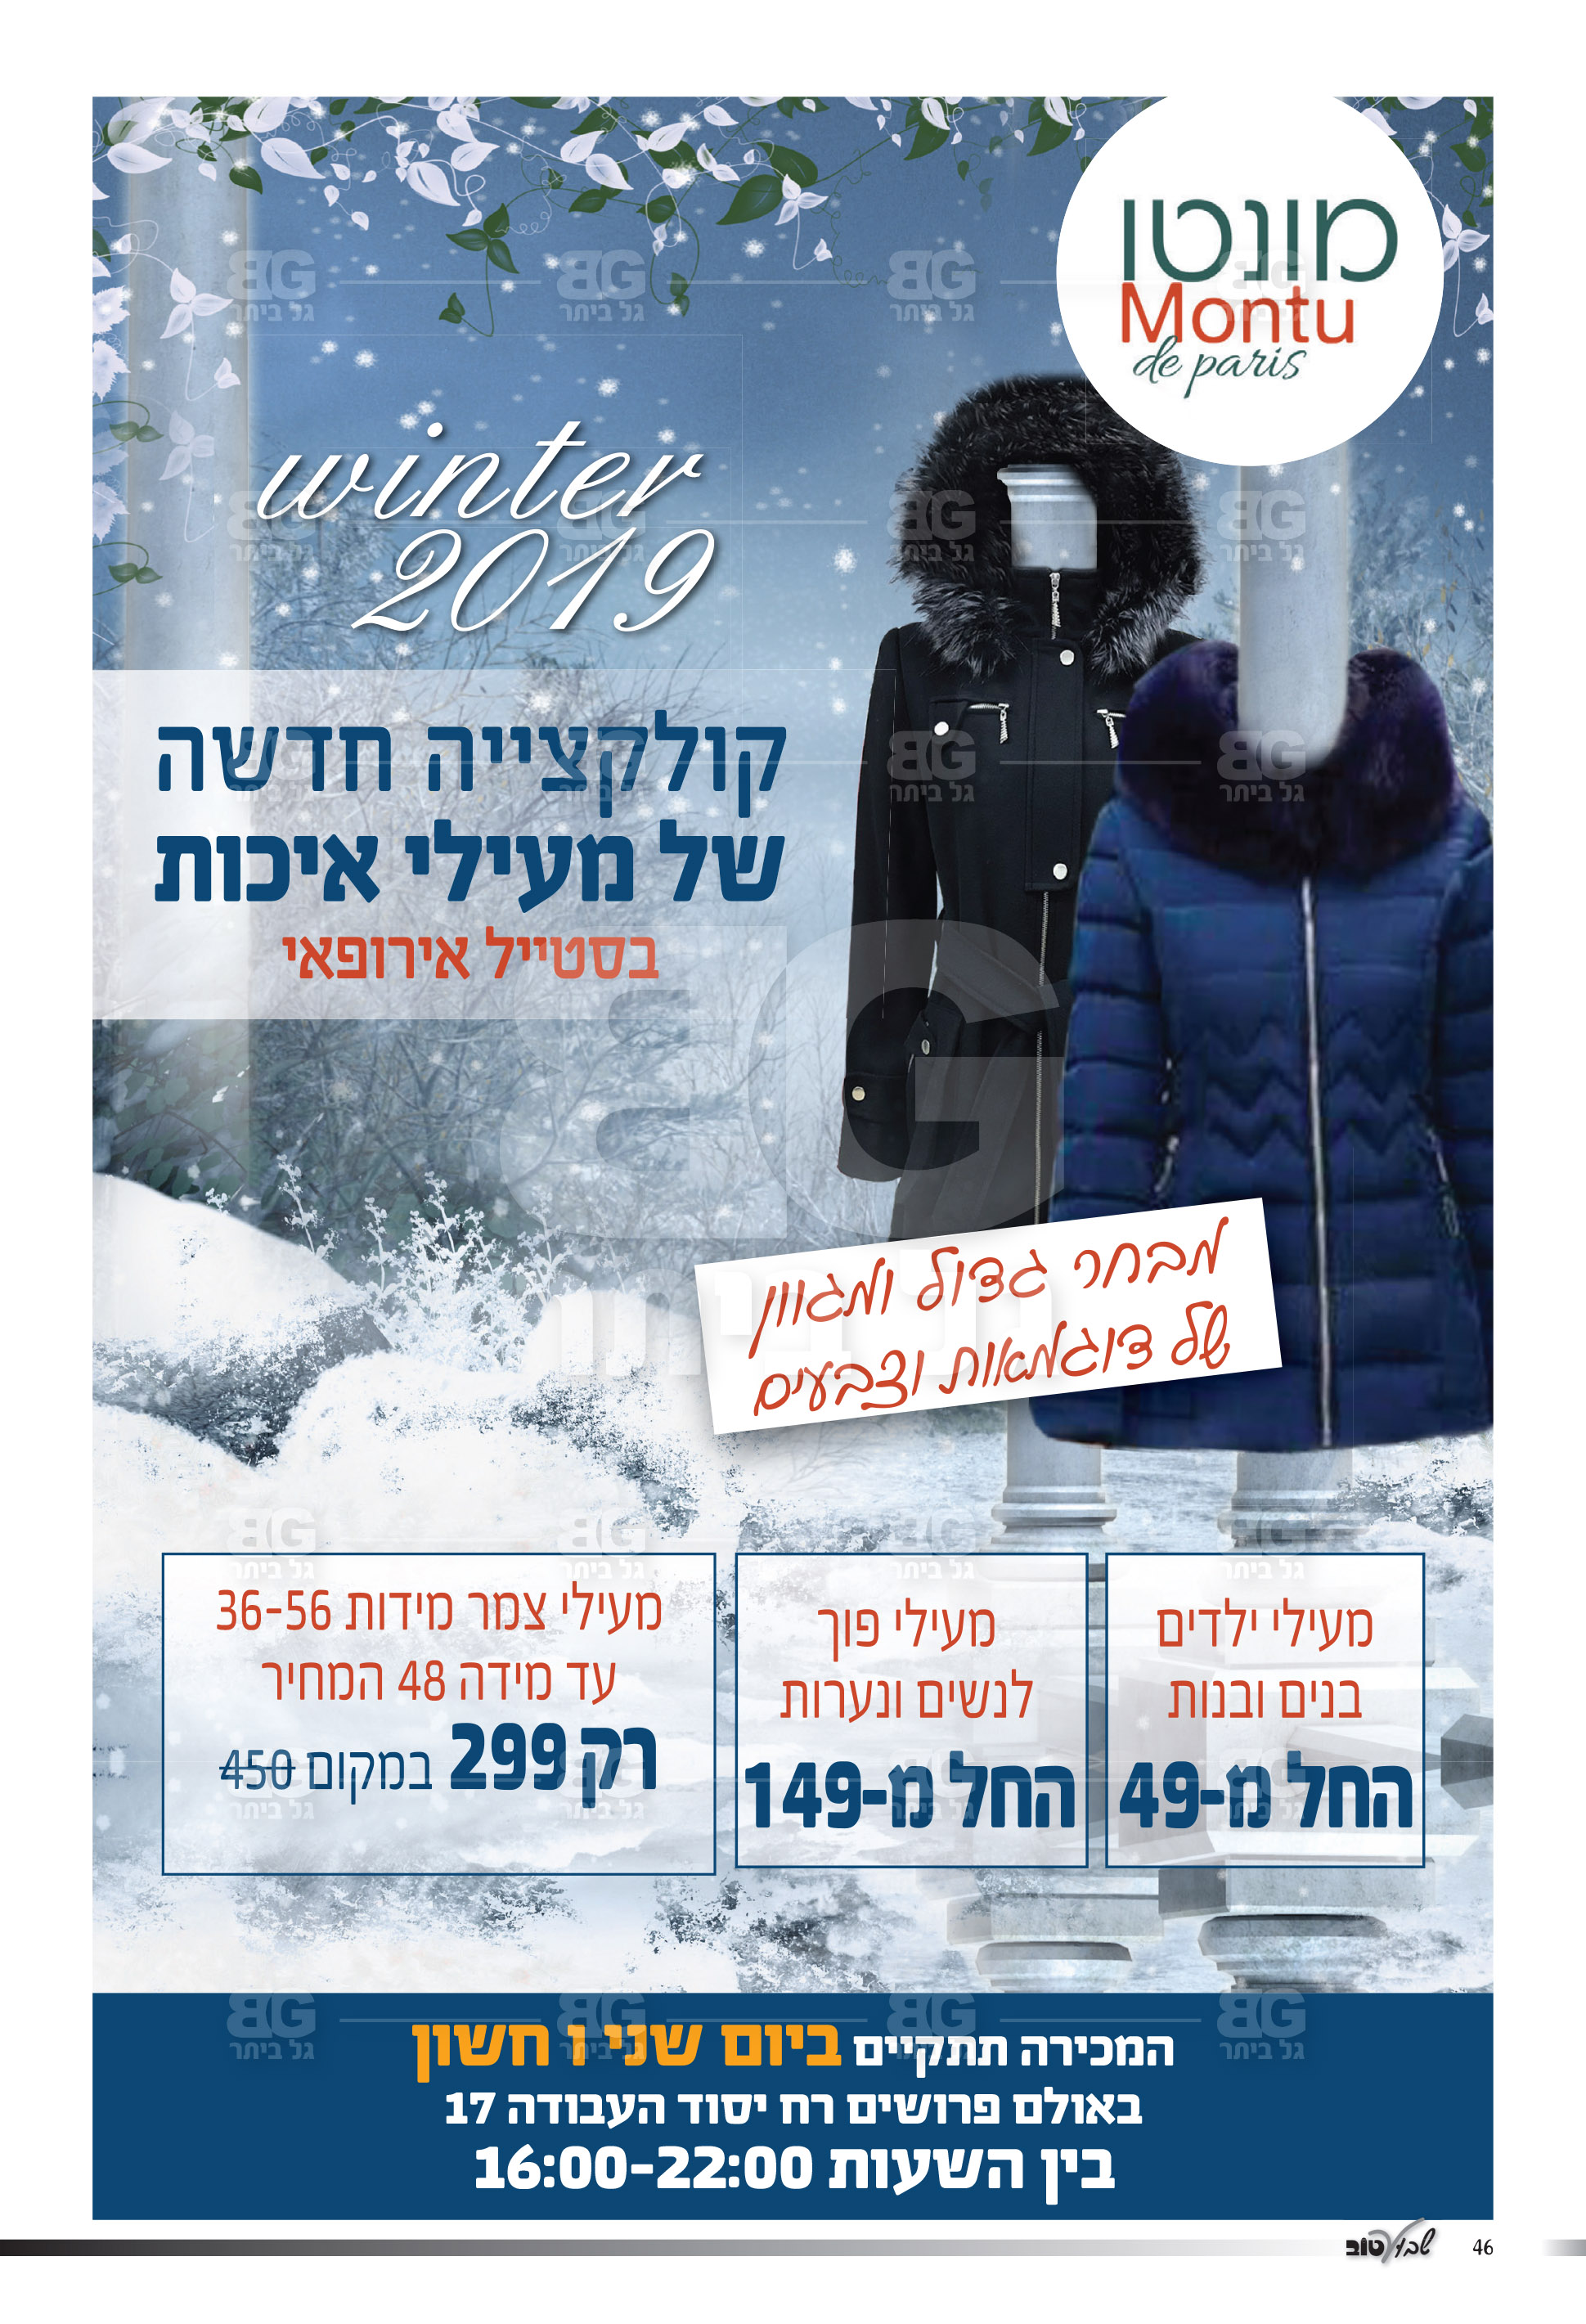 מונטו
Montu
de paris
winter
2019
קולקצייה חדשה
של מעילי איכות
בסטייל אירופאי
מבחר גדול ומגוון
של דוגמאות וצבעים
מעילי ילדים
בנים ובנות
החל מ-49
מעילי פוך
לנשים ונערות
החל מ-149
מעילי צמר מידות 36-56
עד מידה 48 המחיר
רק 299 במקום 450
המכירה תתקיים ביום שני ו חשון
באולם פרושים רח יסוד העבודה 17
בין השעות 16:00-22:00
שבוע טוב
46
BG
גל ביתר